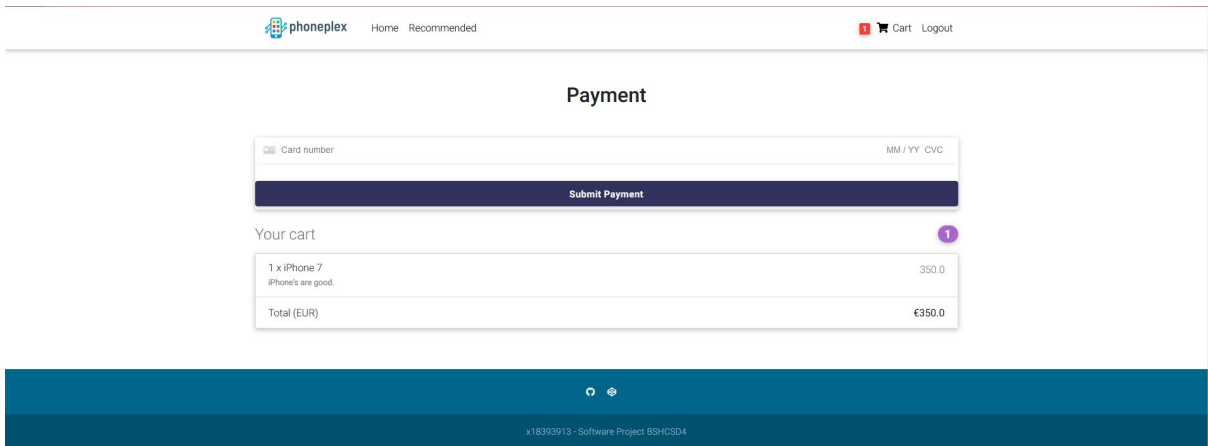 phoneplex Home Recommended 1 Cart Logout
Payment
Card number MM / YY CVC
Submit Payment
Your cart 1
1 x iPhone 7 350.0
iPhone's are good.
Total (EUR) €350.0
x18393913 - Software Project BSHCSD4